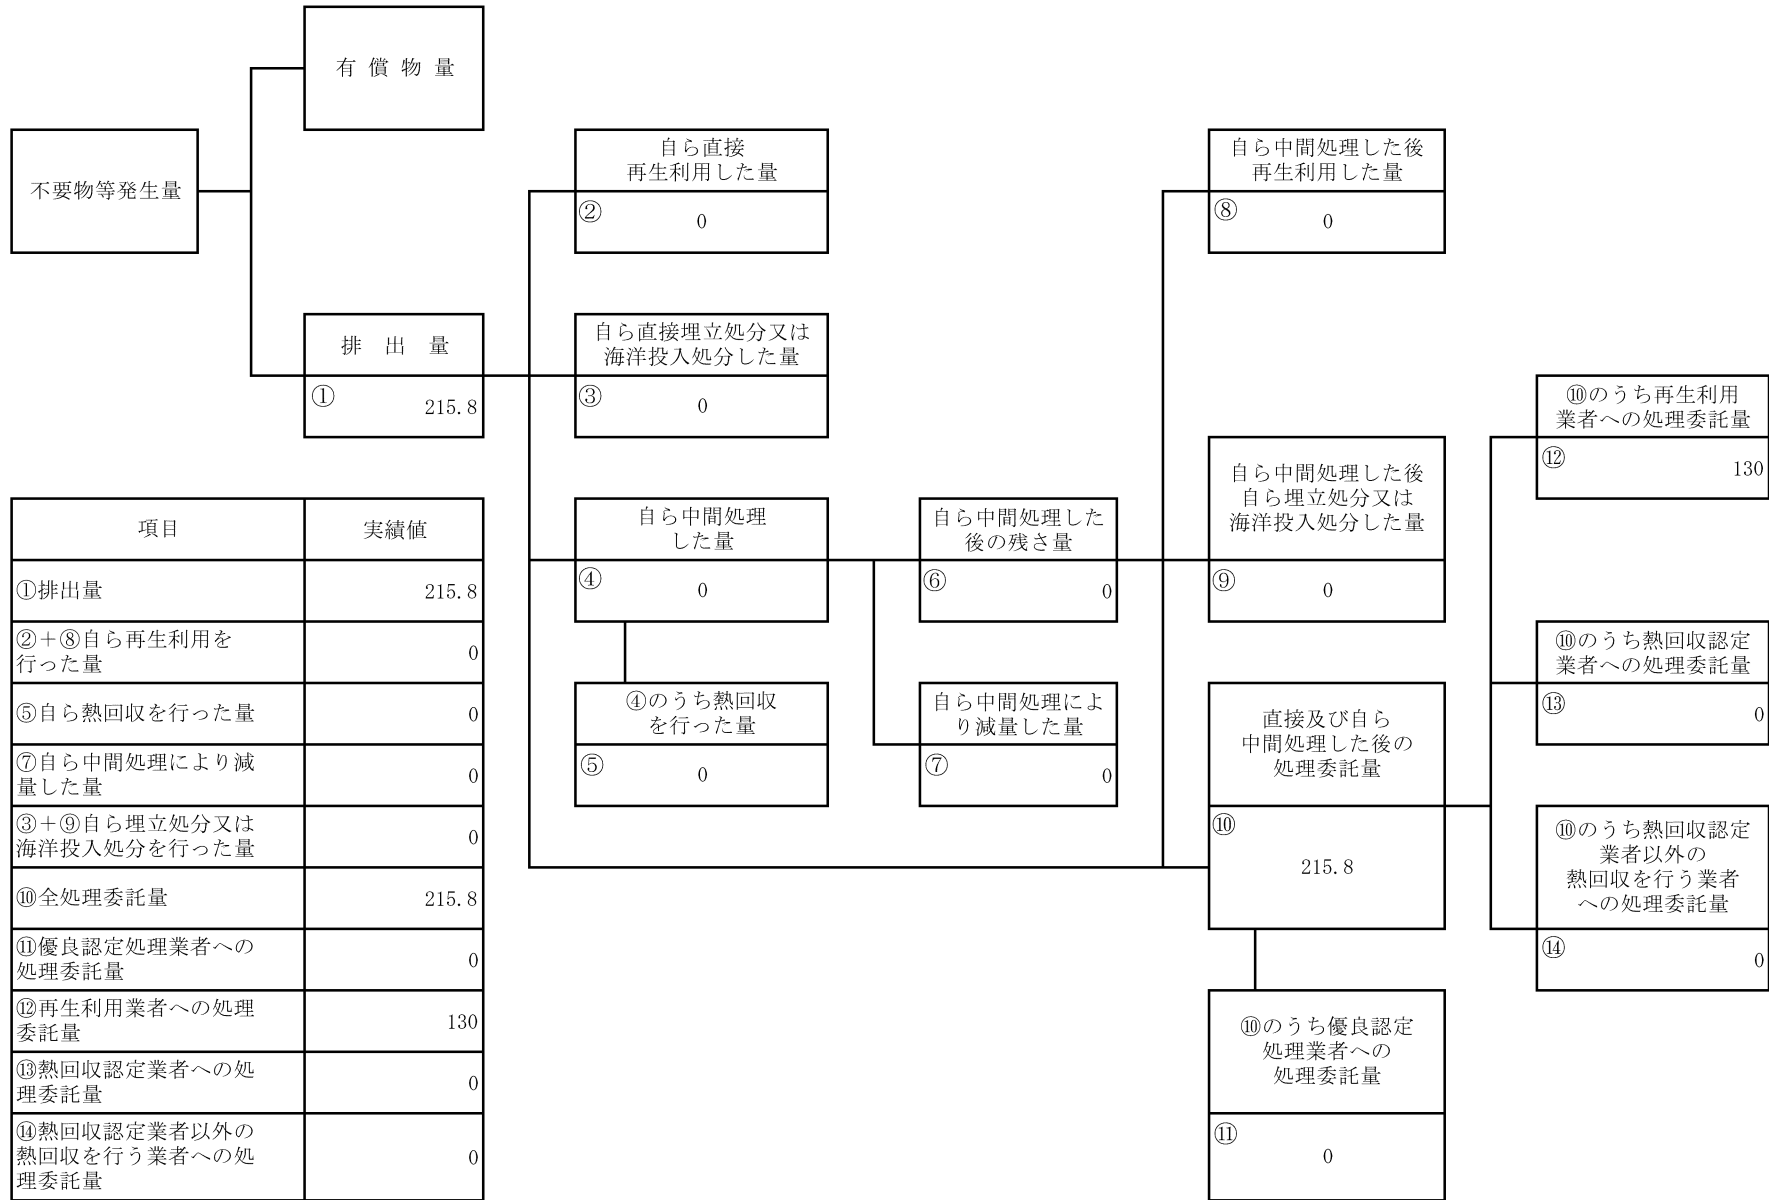 有 償 物 量
不要物等発生量
排 出 量
①
215.8
自ら直接
再生利用した量
②
0
自ら直接埋立処分又は
海洋投入処分した量
③
0
自ら中間処理
した量
④
0
④のうち熱回収
を行った量
⑤
0
自ら中間処理した
後の残さ量
⑥
0
自ら中間処理によ
り減量した量
⑦
0
自ら中間処理した後
再生利用した量
⑧
0
自ら中間処理した後
自ら埋立処分又は
海洋投入処分した量
⑨
0
直接及び自ら
中間処理した後の
処理委託量
⑩
215.8
⑩のうち優良認定
処理業者への
処理委託量
⑪
0
⑩のうち再生利用
業者への処理委託量
⑫
130
⑩のうち熱回収認定
業者への処理委託量
⑬
0
⑩のうち熱回収認定
業者以外の
熱回収を行う業者
への処理委託量
⑭
0
項目 実績値
①排出量 215.8
②+⑧自ら再生利用を
行った量 0
⑤自ら熱回収を行った量 0
⑦自ら中間処理により減
量した量 0
③+⑨自ら埋立処分又は
海洋投入処分を行った量 0
⑩全処理委託量 215.8
⑪優良認定処理業者への
処理委託量 0
⑫再生利用業者への処理
委託量 130
⑬熱回収認定業者への処
理委託量 0
⑭熱回収認定業者以外の
熱回収を行う業者への処
理委託量 0